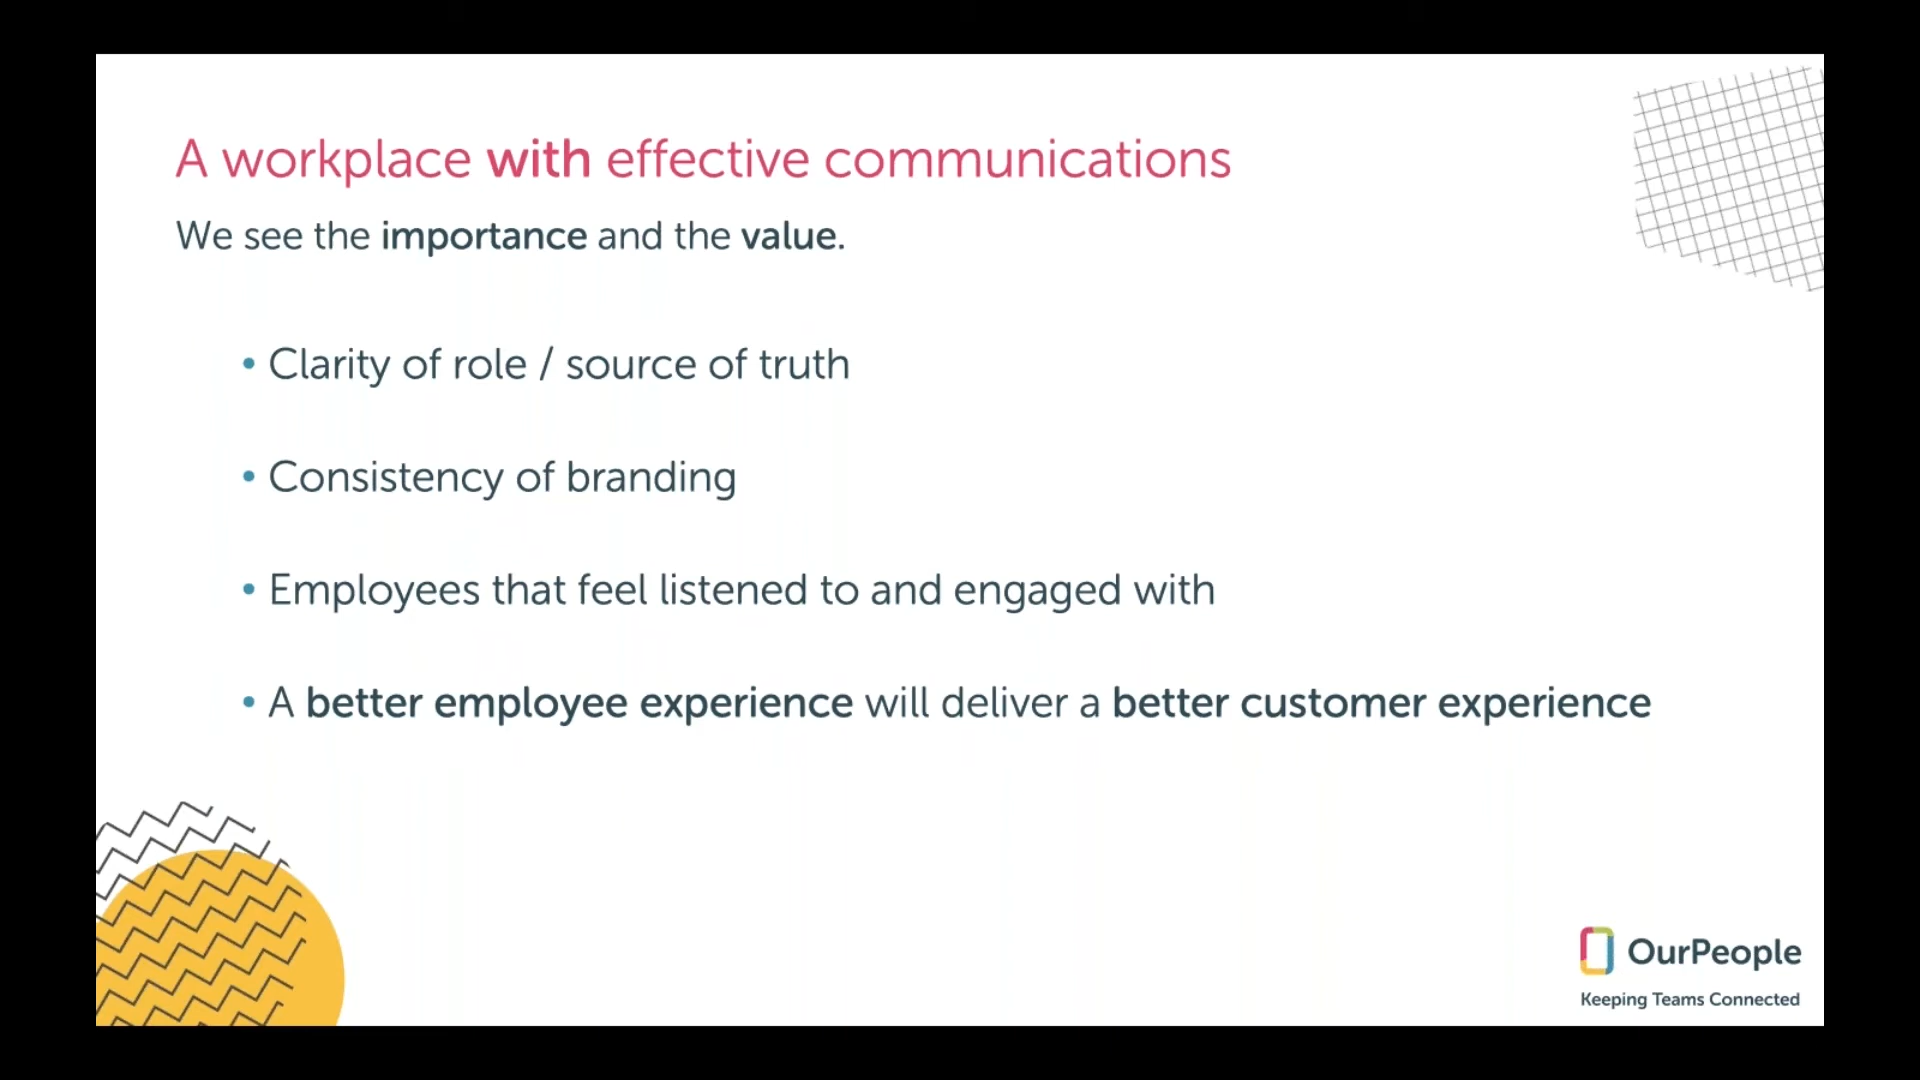 A workplace with effective communications
We see the importance and the value.
• Clarity of role / source of truth
• Consistency of branding
• Employees that feel listened to and engaged with
• A better employee experience will deliver a better customer experience
OurPeople
Keeping Teams Connected